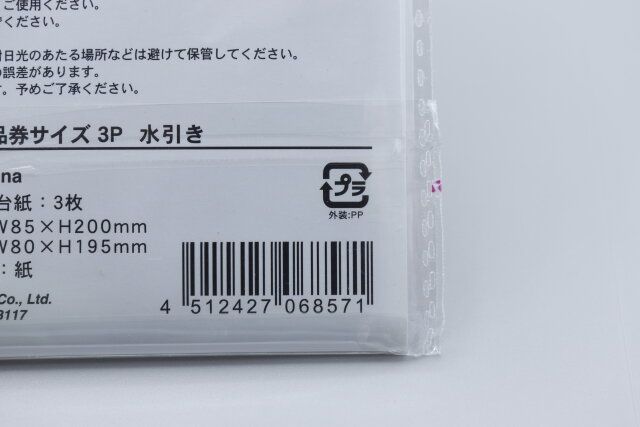 ご使用ください。
ください。
日光のあたる場所などは避けて保管してください。
の誤差があります。
す。予めご了承ください。
品券サイズ 3P 水引き
ina
台紙：3枚
W85×H200mm
W80×H195mm
：紙
Co., Ltd.
3117
プラ
外装:PP
4 512427 068571